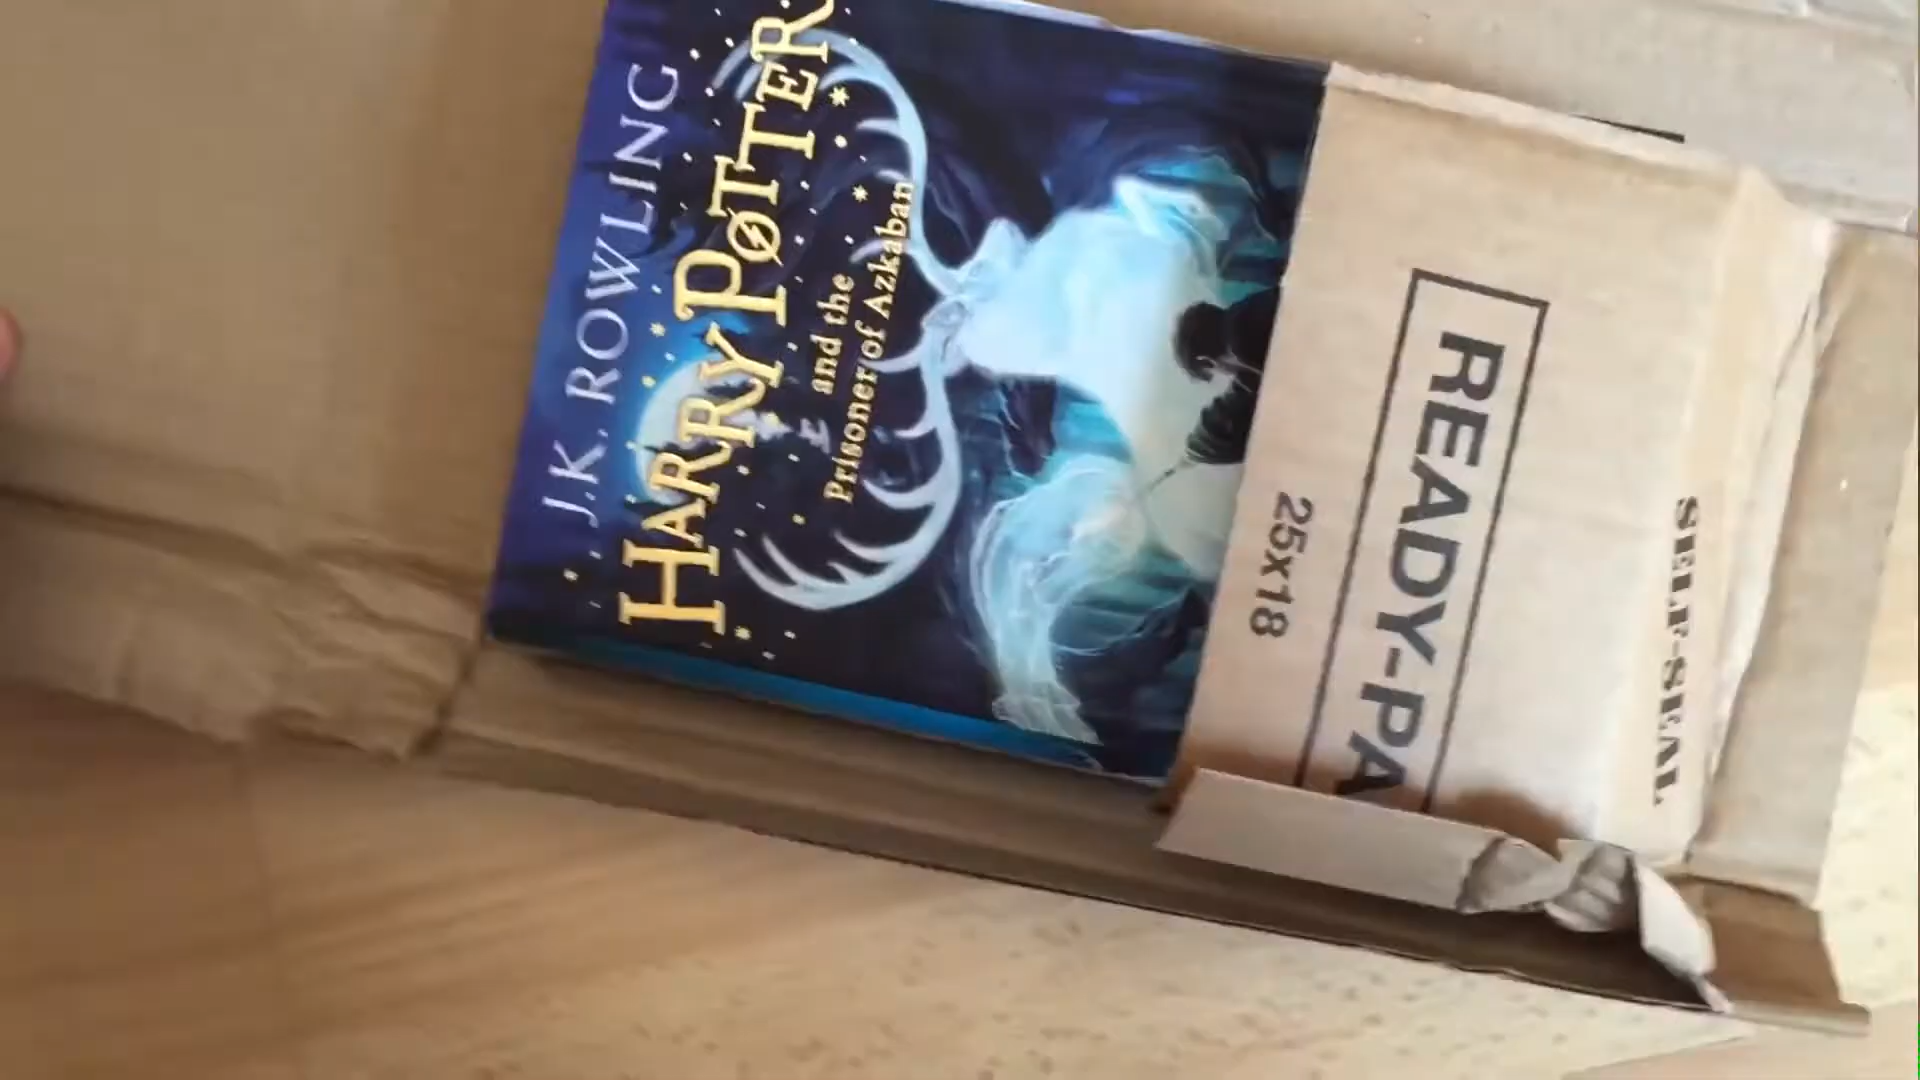 J.K. ROWLING
HARRY POTTER
and the
Prisoner of Azkaban
25x18
READY-PA
SELF-SEAL